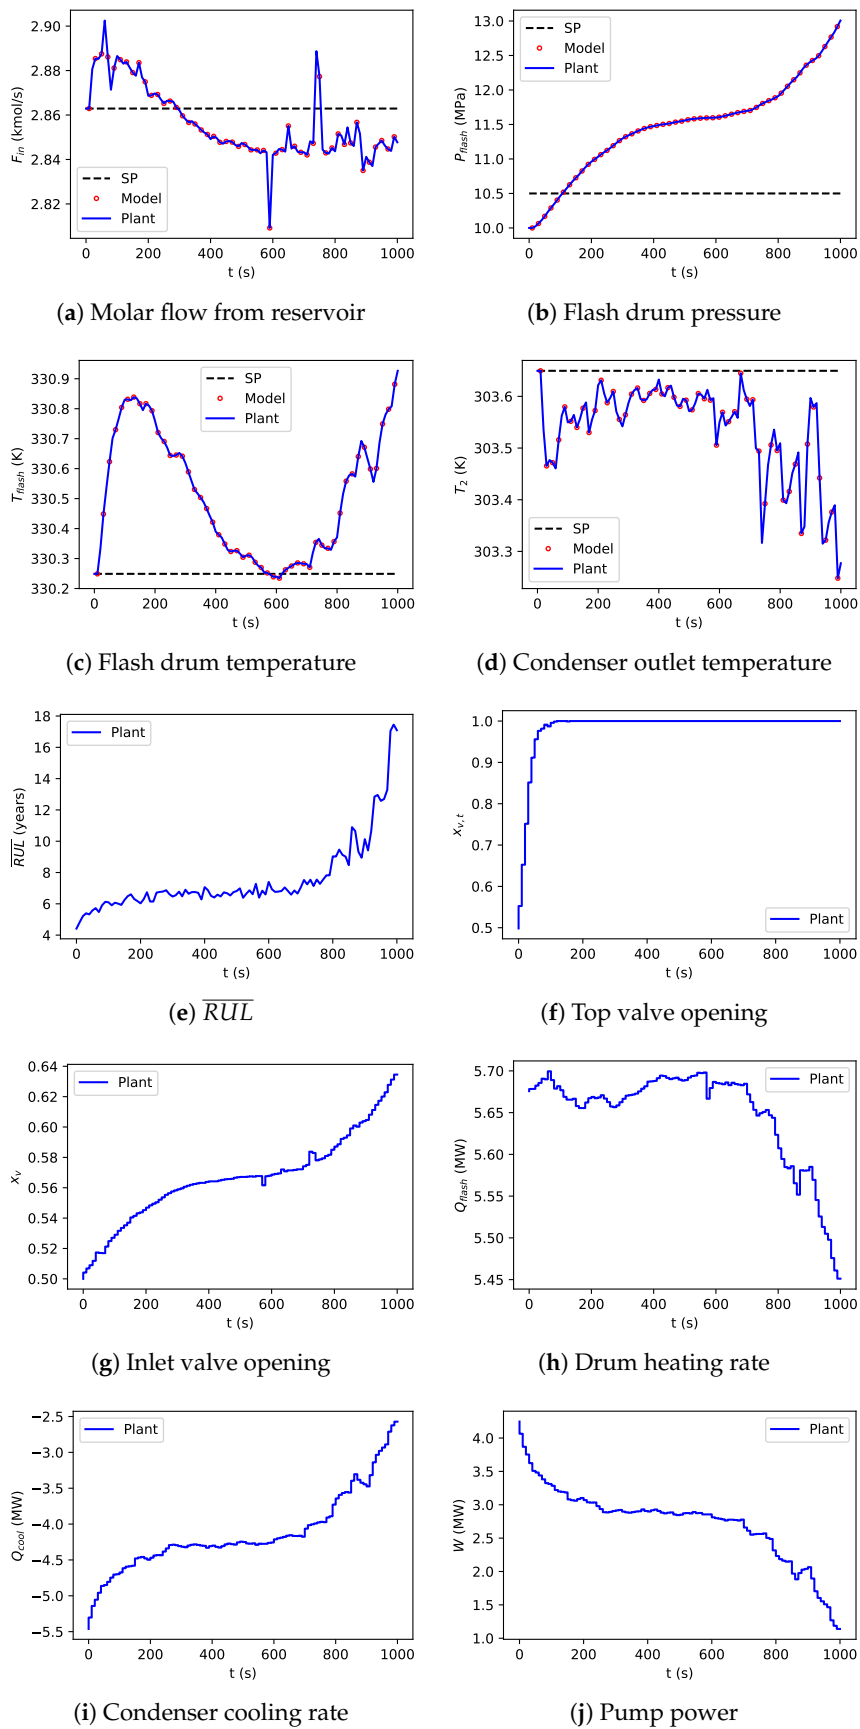 2.90
2.88
2.86
2.84
2.82
F_in (kmol/s)
SP
Model
Plant
0 200 400 600 800 1000
t (s)
(a) Molar flow from reservoir
13.0
12.5
12.0
11.5
11.0
10.5
10.0
P_flash (MPa)
SP
Model
Plant
0 200 400 600 800 1000
t (s)
(b) Flash drum pressure
330.9
330.8
330.7
330.6
330.5
330.4
330.3
330.2
T_flash (K)
SP
Model
Plant
0 200 400 600 800 1000
t (s)
(c) Flash drum temperature
303.6
303.5
303.4
303.3
T_2 (K)
SP
Model
Plant
0 200 400 600 800 1000
t (s)
(d) Condenser outlet temperature
18
16
14
12
10
8
6
4
RUL (years)
Plant
0 200 400 600 800 1000
t (s)
(e) RUL
1.0
0.9
0.8
0.7
0.6
0.5
x_v,t
Plant
0 200 400 600 800 1000
t (s)
(f) Top valve opening
0.64
0.62
0.60
0.58
0.56
0.54
0.52
0.50
x_v
Plant
0 200 400 600 800 1000
t (s)
(g) Inlet valve opening
5.70
5.65
5.60
5.55
5.50
5.45
Q_flash (MW)
Plant
0 200 400 600 800 1000
t (s)
(h) Drum heating rate
−2.5
−3.0
−3.5
−4.0
−4.5
−5.0
−5.5
Q_cool (MW)
Plant
0 200 400 600 800 1000
t (s)
(i) Condenser cooling rate
4.0
3.5
3.0
2.5
2.0
1.5
1.0
W (MW)
Plant
0 200 400 600 800 1000
t (s)
(j) Pump power